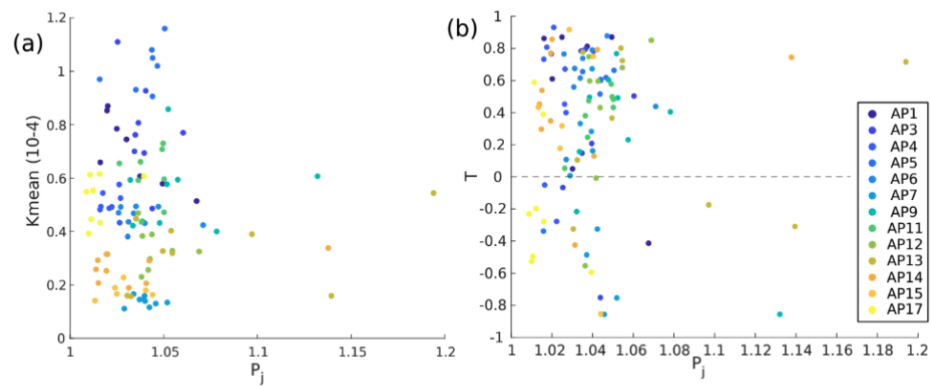 (a)
Kmean (10-4)
1.2
1
0.8
0.6
0.4
0.2
0
1 1.05 1.1 1.15 1.2
Pj
(b)
T
1
0.8
0.6
0.4
0.2
0
-0.2
-0.4
-0.6
-0.8
-1
1 1.02 1.04 1.06 1.08 1.1 1.12 1.14 1.16 1.18 1.2
Pj
AP1
AP3
AP4
AP5
AP6
AP7
AP9
AP11
AP12
AP13
AP14
AP15
AP17